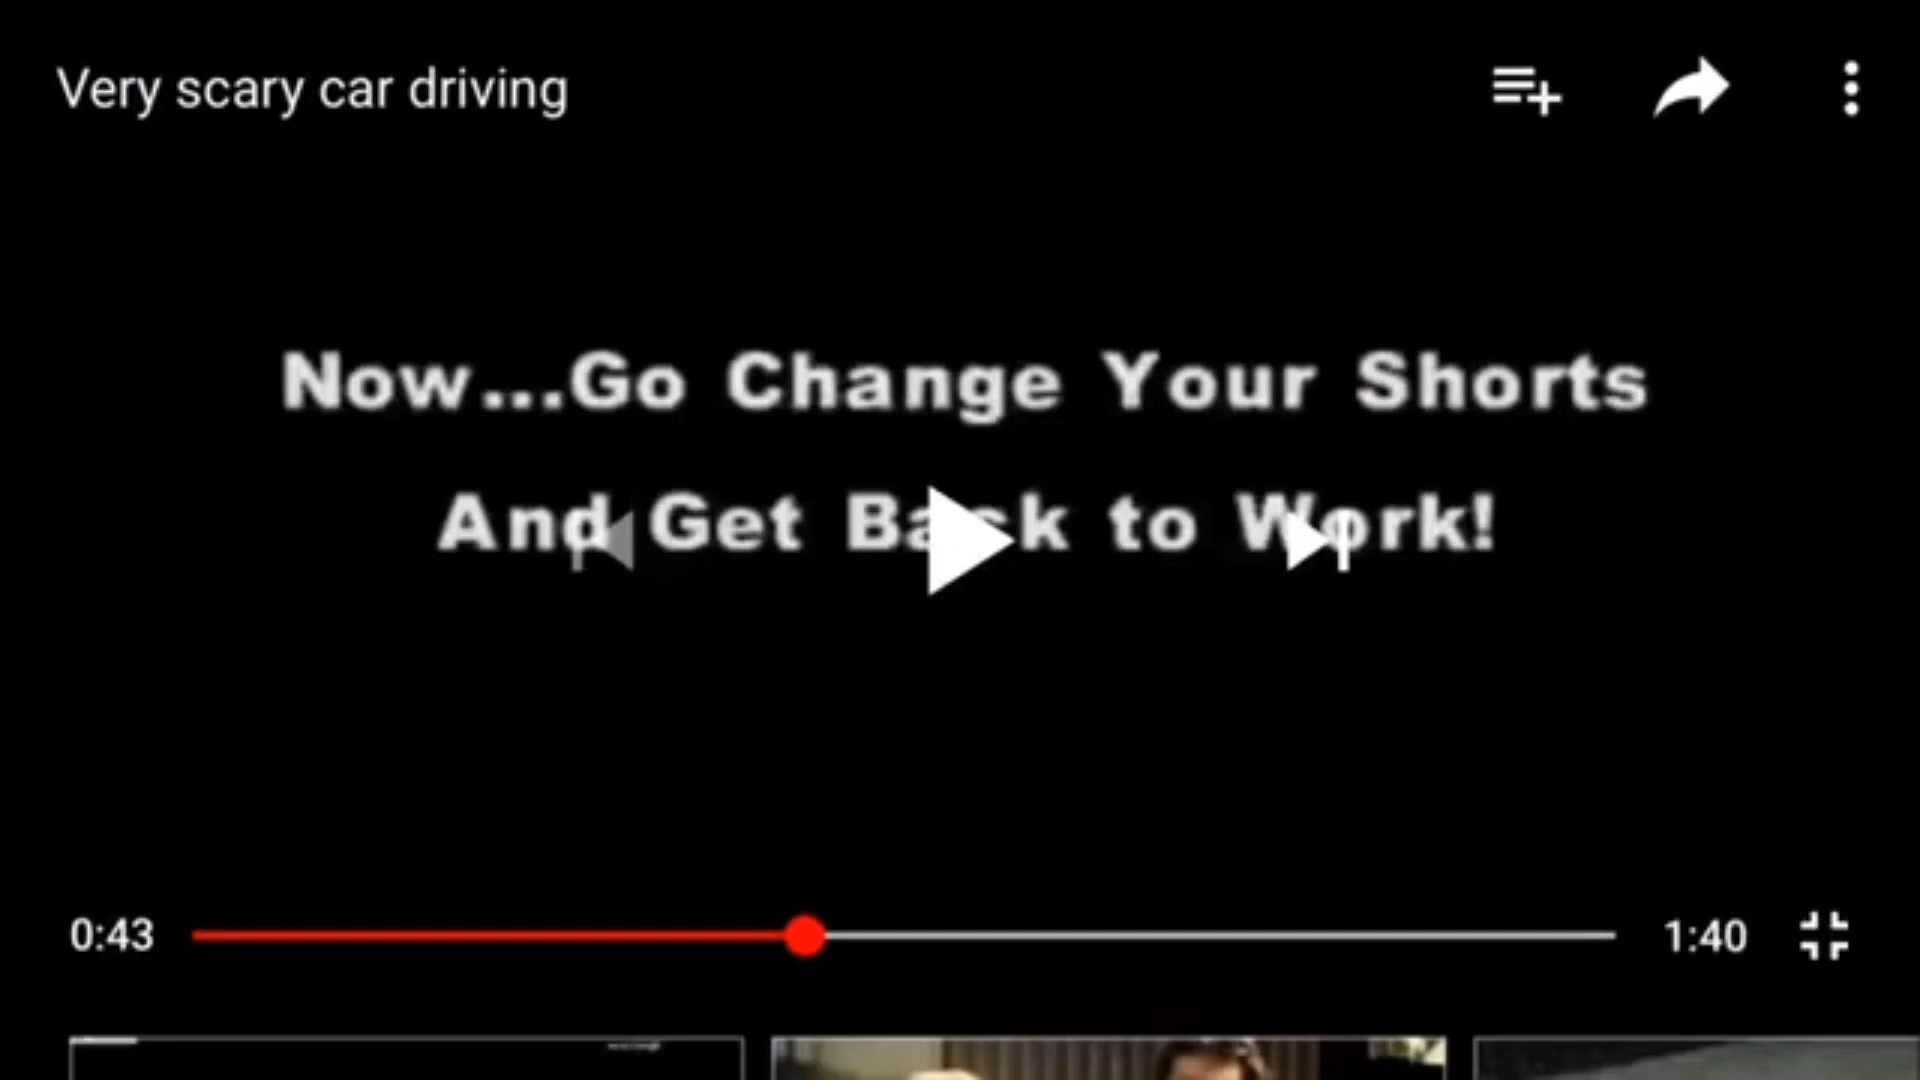 Very scary car driving
Now...Go Change Your Shorts
And Get Back to Work!
0:43
1:40